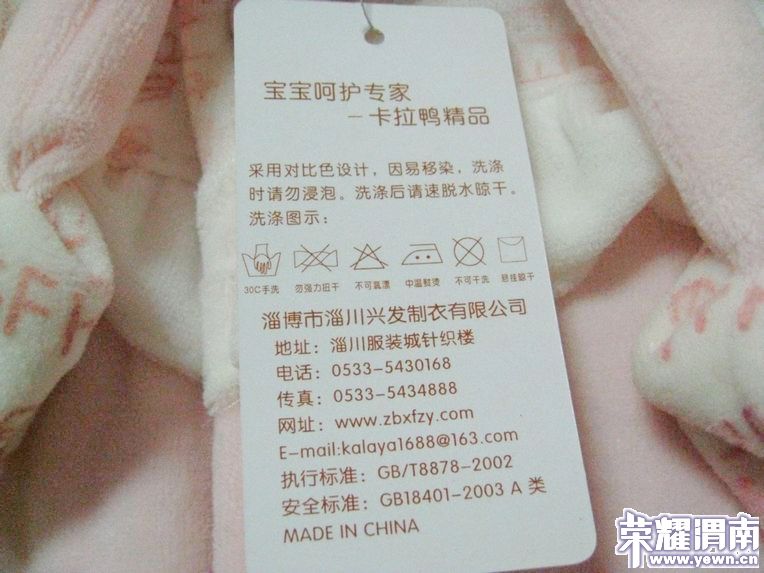 宝宝呵护专家
－卡拉鸭精品
采用对比色设计，因易移染，洗涤
时请勿浸泡。洗涤后请速脱水晾干。
洗涤图示：
30C手洗 勿强力扭干 不可氯漂 中温熨烫 不可干洗 悬挂晾干
淄博市淄川兴发制衣有限公司
地址：淄川服装城针织楼
电话：0533-5430168
传真：0533-5434888
网址：www.zbxfzy.com
E-mail:kalaya1688@163.com
执行标准：GB/T8878-2002
安全标准：GB18401-2003 A 类
MADE IN CHINA
荣耀渭南
www.yewn.cn